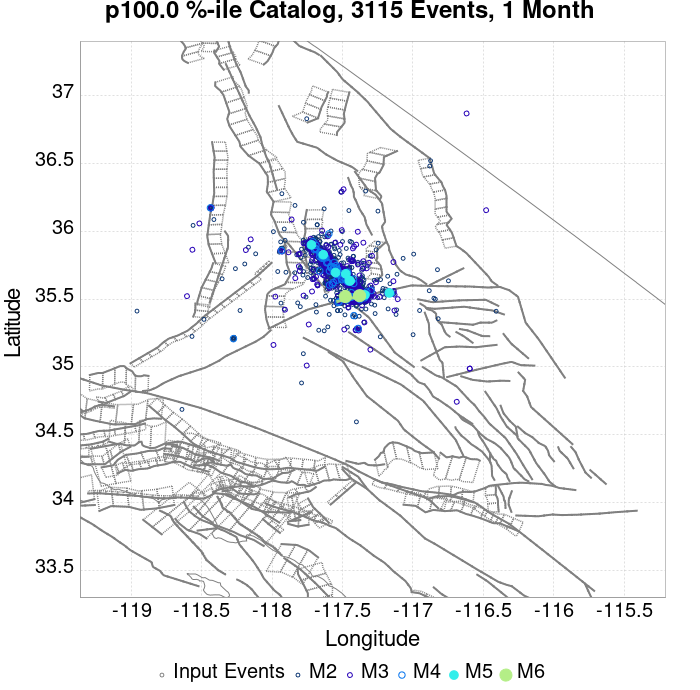 p100.0 %-ile Catalog, 3115 Events, 1 Month
37
36.5
36
35.5
35
34.5
34
33.5
Latitude
-119 -118.5 -118 -117.5 -117 -116.5 -116 -115.5
Longitude
Input Events M2 M3 M4 M5 M6